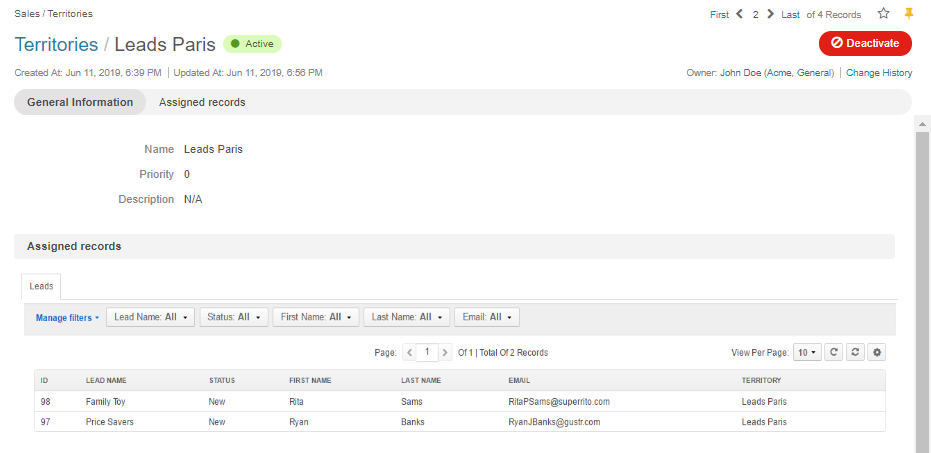 Sales / Territories
First 2 Last of 4 Records
Territories / Leads Paris Active
Deactivate
Created At: Jun 11, 2019, 6:39 PM | Updated At: Jun 11, 2019, 6:56 PM
Owner: John Doe (Acme, General) | Change History
General Information Assigned records
Name Leads Paris
Priority 0
Description N/A
Assigned records
Leads
Manage filters Lead Name: All Status: All First Name: All Last Name: All Email: All
Page: 1 Of 1 | Total Of 2 Records View Per Page: 10
ID LEAD NAME STATUS FIRST NAME LAST NAME EMAIL TERRITORY
98 Family Toy New Rita Sams RitaPSams@superrito.com Leads Paris
97 Price Savers New Ryan Banks RyanJBanks@gustr.com Leads Paris